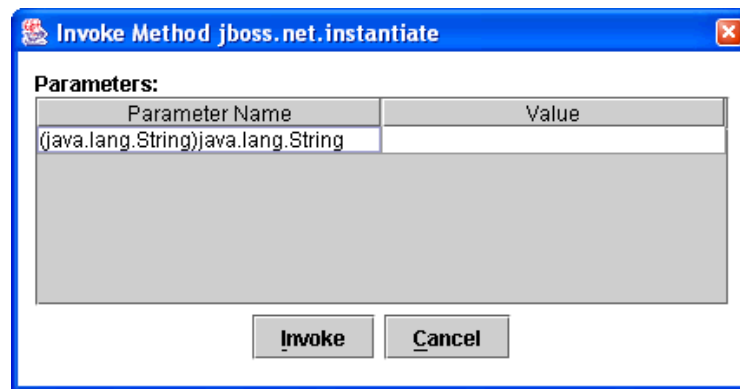 Invoke Method jboss.net.instantiate
Parameters:
Parameter Name Value
(java.lang.String)java.lang.String
Invoke Cancel